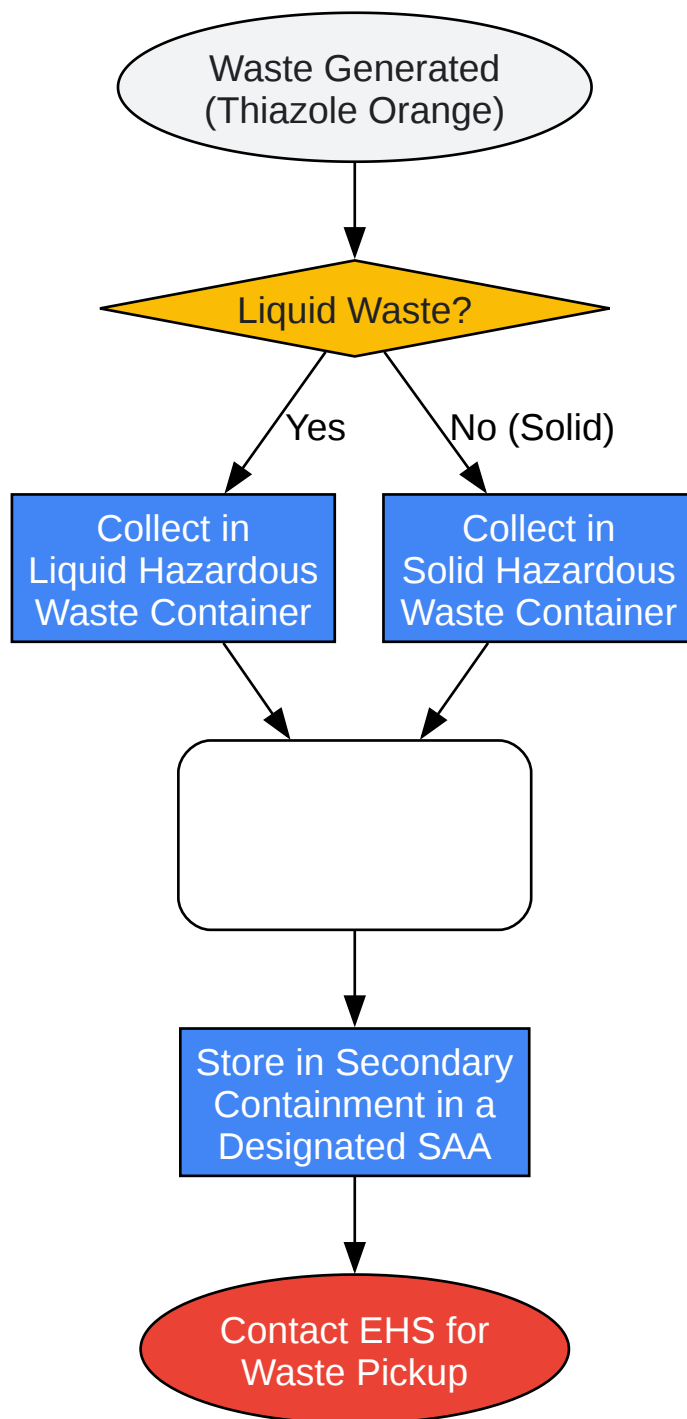 Waste Generated
(Thiazole Orange)
Liquid Waste?
Yes
No (Solid)
Collect in
Liquid Hazardous
Waste Container
Collect in
Solid Hazardous
Waste Container
Store in Secondary
Containment in a
Designated SAA
Contact EHS for
Waste Pickup